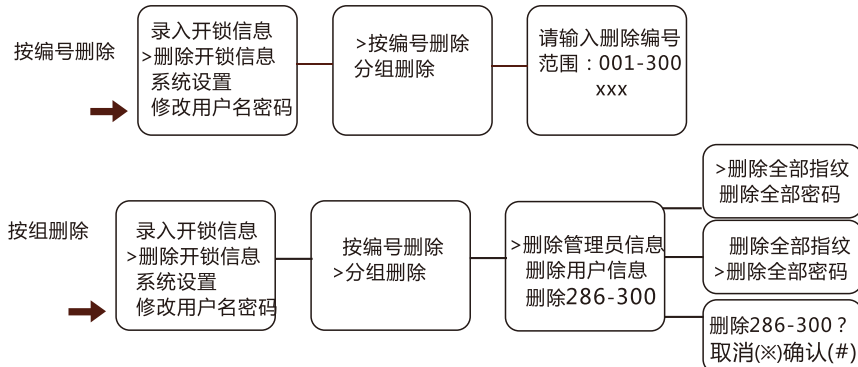 按编号删除
录入开锁信息
>删除开锁信息
系统设置
修改用户名密码
>按编号删除
分组删除
请输入删除编号
范围：001-300
xxx
按组删除
录入开锁信息
>删除开锁信息
系统设置
修改用户名密码
按编号删除
>分组删除
>删除管理员信息
删除用户信息
删除286-300
>删除全部指纹
删除全部密码
删除全部指纹
>删除全部密码
删除286-300？
取消(※)确认(#)